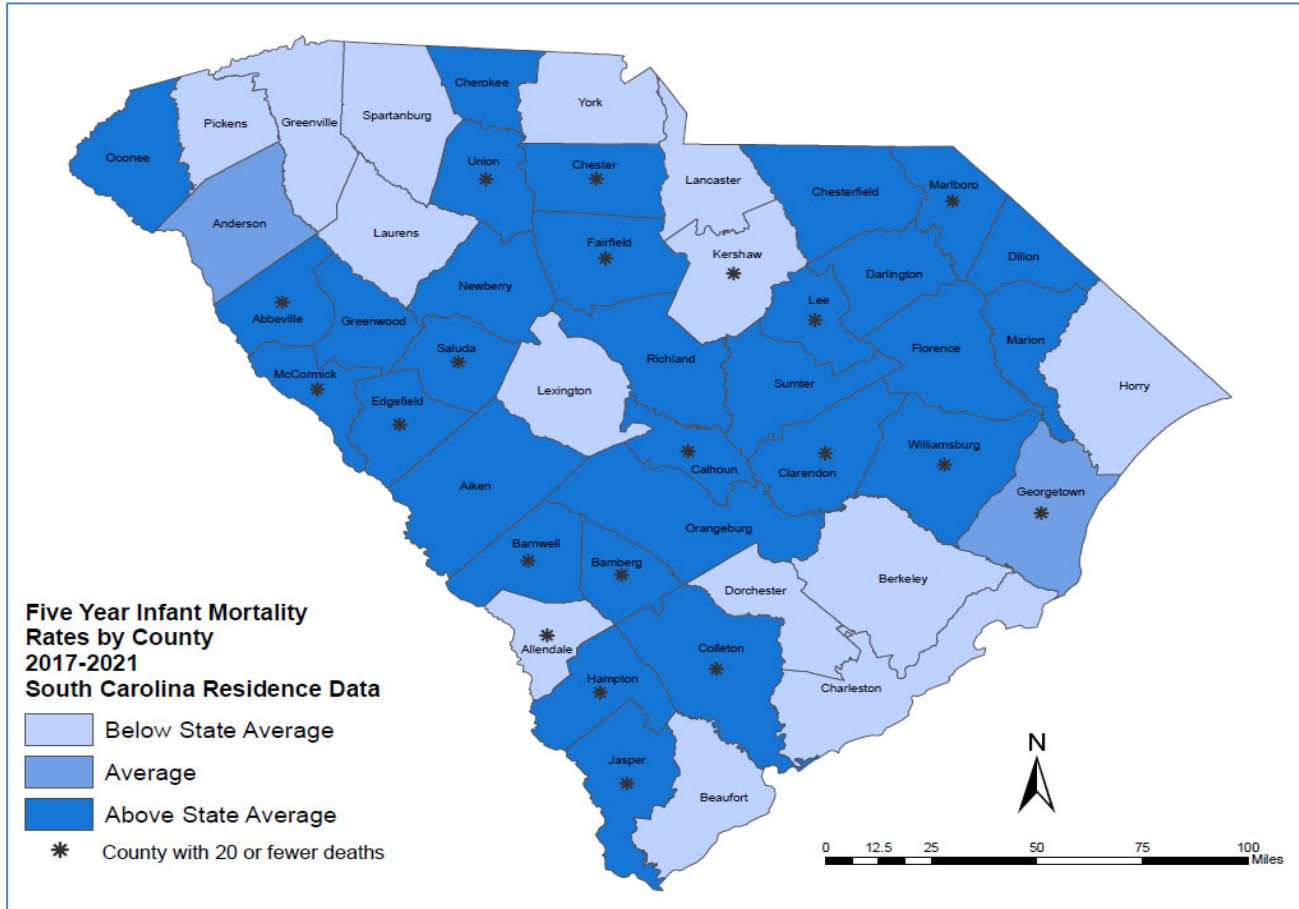 Cherokee
York
Spartanburg
Pickens
Greenville
Oconee
Union
Chester
Lancaster
Chesterfield
Marlboro
Anderson
Laurens
Fairfield
Kershaw
Dillon
Darlington
Newberry
Lee
Abbeville
Greenwood
Saluda
Richland
Florence
Marion
McCormick
Lexington
Sumter
Horry
Edgefield
Williamsburg
Calhoun
Clarendon
Aiken
Georgetown
Orangeburg
Barnwell
Bamberg
Berkeley
Dorchester
Allendale
Colleton
Hampton
Charleston
Jasper
Beaufort
Five Year Infant Mortality
Rates by County
2017-2021
South Carolina Residence Data
Below State Average
Average
Above State Average
County with 20 or fewer deaths
N
0 12.5 25 50 75 100
Miles